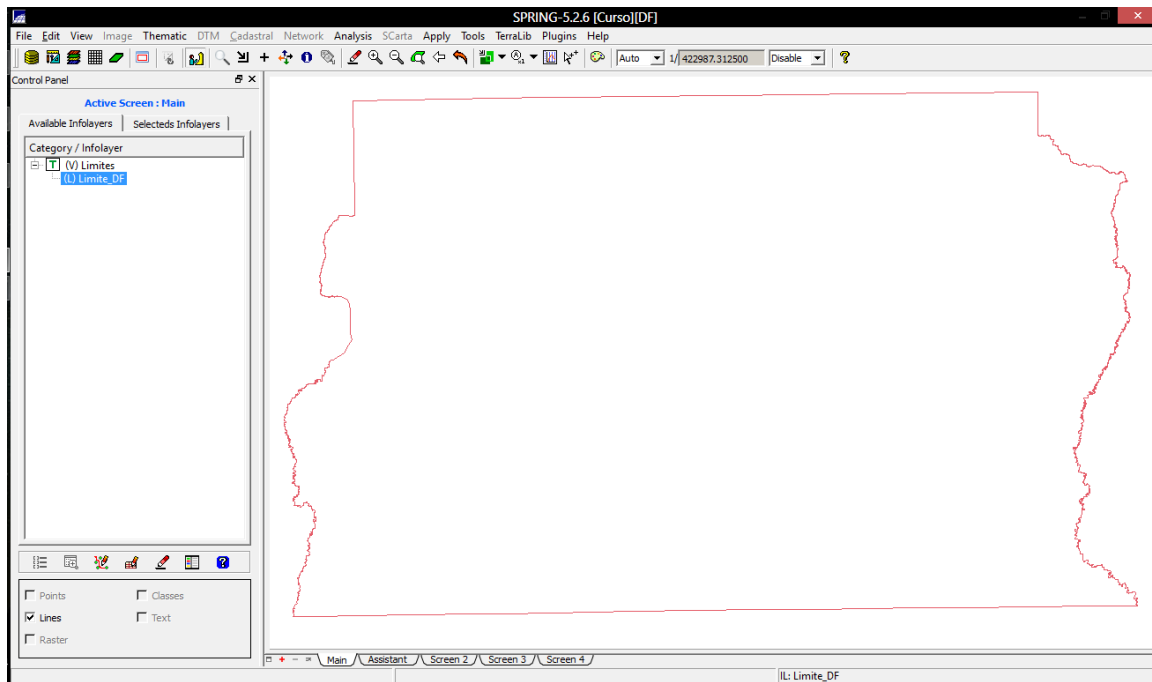 SPRING-5.2.6 [Curso][DF]
File Edit View Image Thematic DTM Cadastral Network Analysis SCarta Apply Tools TerraLib Plugins Help
Auto 1/ 422987.312500 Disable
Control Panel
Active Screen : Main
Available Infolayers Selecteds Infolayers
Category / Infolayer
T (V) Limites
(L) Limite_DF
Points Classes
Lines Text
Raster
Main Assistant Screen 2 Screen 3 Screen 4
IL: Limite_DF